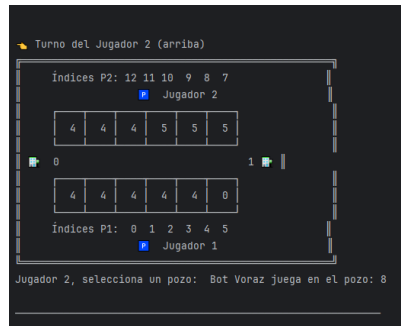 👈 Turno del Jugador 2 (arriba)
Índices P2: 12 11 10 9 8 7
🅿 Jugador 2
4 4 4 5 5 5
0 1
4 4 4 4 4 0
Índices P1: 0 1 2 3 4 5
🅿 Jugador 1
Jugador 2, selecciona un pozo: Bot Voraz juega en el pozo: 8